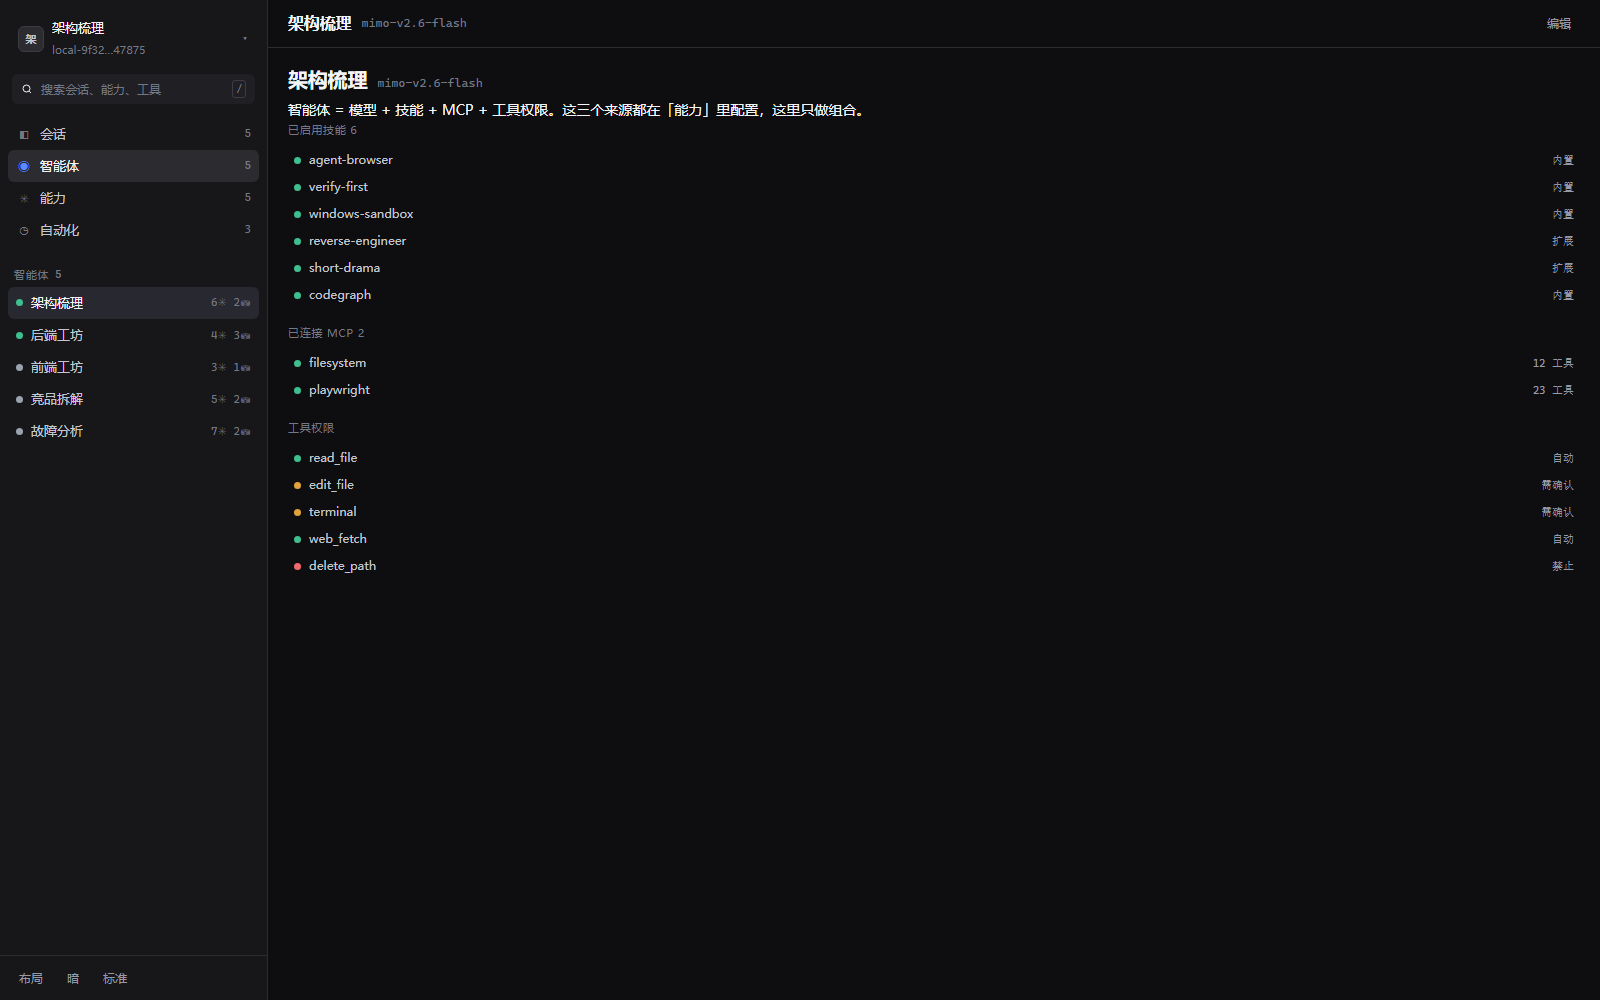 架 架构梳理
local-9f32...47875
搜索会话、能力、工具 /
会话 5
智能体 5
能力 5
自动化 3
智能体 5
架构梳理 6✳ 2
后端工坊 4✳ 3
前端工坊 3✳ 1
竞品拆解 5✳ 2
故障分析 7✳ 2
布局 暗 标准
架构梳理 mimo-v2.6-flash 编辑
架构梳理 mimo-v2.6-flash
智能体 = 模型 + 技能 + MCP + 工具权限。这三个来源都在「能力」里配置，这里只做组合。
已启用技能 6
agent-browser 内置
verify-first 内置
windows-sandbox 内置
reverse-engineer 扩展
short-drama 扩展
codegraph 内置
已连接 MCP 2
filesystem 12 工具
playwright 23 工具
工具权限
read_file 自动
edit_file 需确认
terminal 需确认
web_fetch 自动
delete_path 禁止